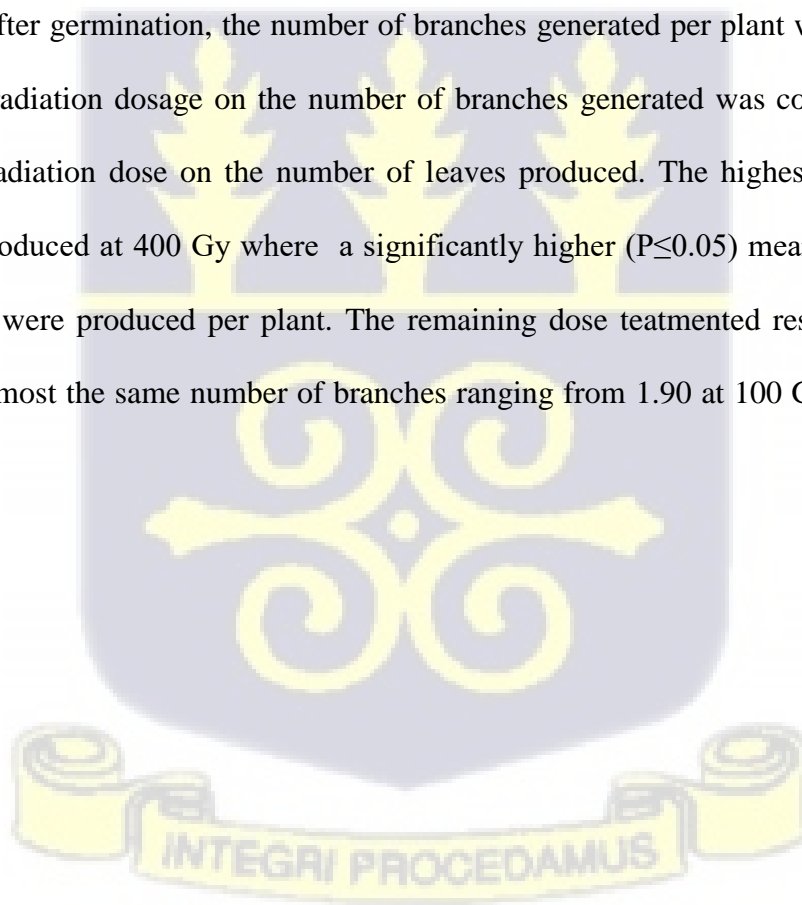 fter germination, the number of branches generated per plant
adiation dosage on the number of branches generated was co
adiation dose on the number of leaves produced. The highes
oduced at 400 Gy where a significantly higher (P≤0.05) mea
were produced per plant. The remaining dose teatmented res
most the same number of branches ranging from 1.90 at 100
INTEGRI PROCEDAMUS